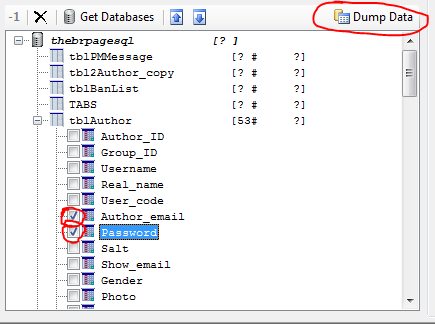 -1 Get Databases Dump Data
thebrpagesql [? ]
tblPMMessage [? # ?]
tbl2Author_copy [? # ?]
tblBanList [? # ?]
TABS [? # ?]
tblAuthor [53# ?]
Author_ID
Group_ID
Username
Real_name
User_code
Author_email
Password
Salt
Show_email
Gender
Photo